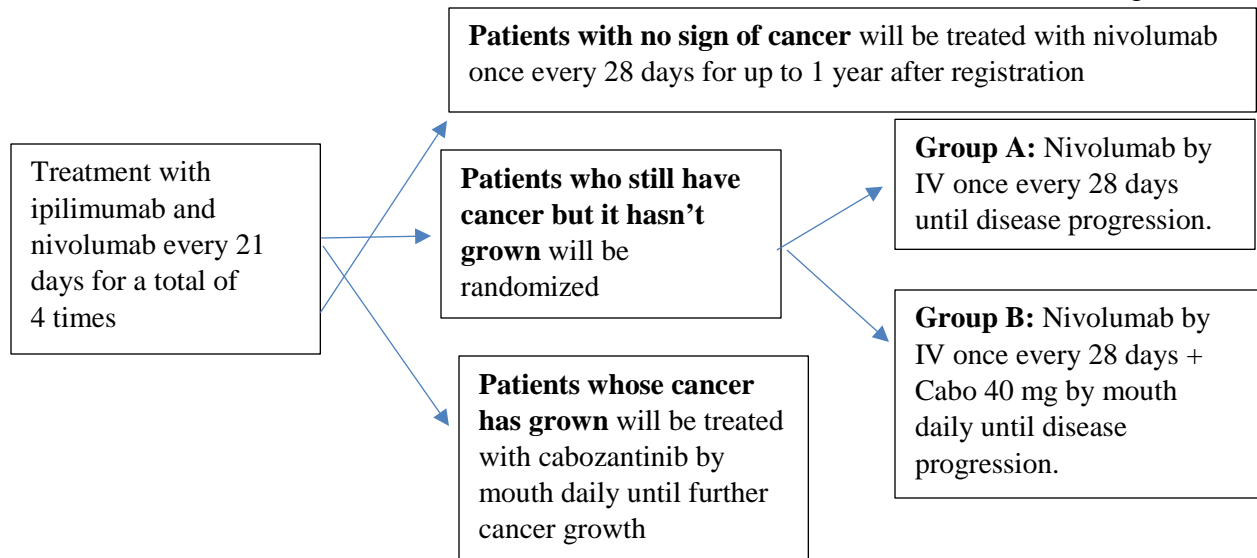 Patients with no sign of cancer will be treated with nivolumab
once every 28 days for up to 1 year after registration
Treatment with
ipilimumab and
nivolumab every 21
days for a total of
4 times
Patients who still have
cancer but it hasn’t
grown will be
randomized
Patients whose cancer
has grown will be treated
with cabozantinib by
mouth daily until further
cancer growth
Group A: Nivolumab by
IV once every 28 days
until disease progression.
Group B: Nivolumab by
IV once every 28 days +
Cabo 40 mg by mouth
daily until disease
progression.